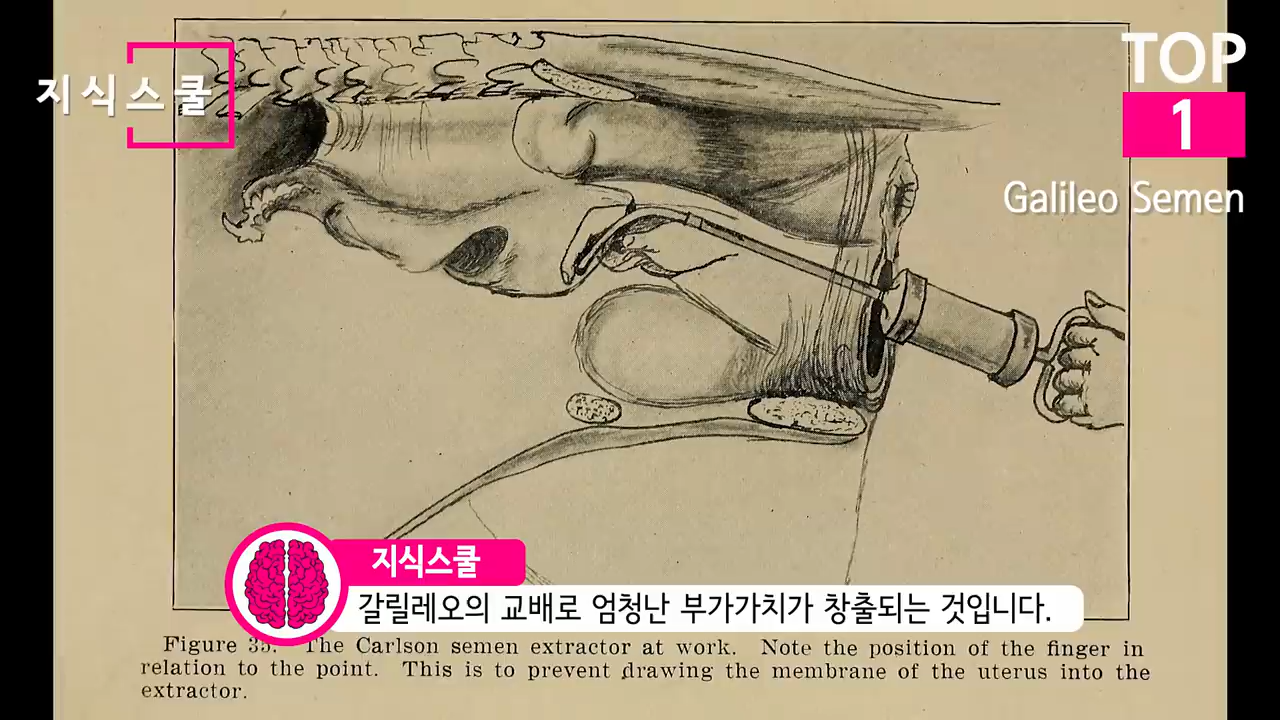 지식스쿨
TOP
1
Galileo Semen
지식스쿨
갈릴레오의 교배로 엄청난 부가가치가 창출되는 것입니다.
Figure 35. The Carlson semen extractor at work. Note the position of the finger in
relation to the point. This is to prevent drawing the membrane of the uterus into the
extractor.